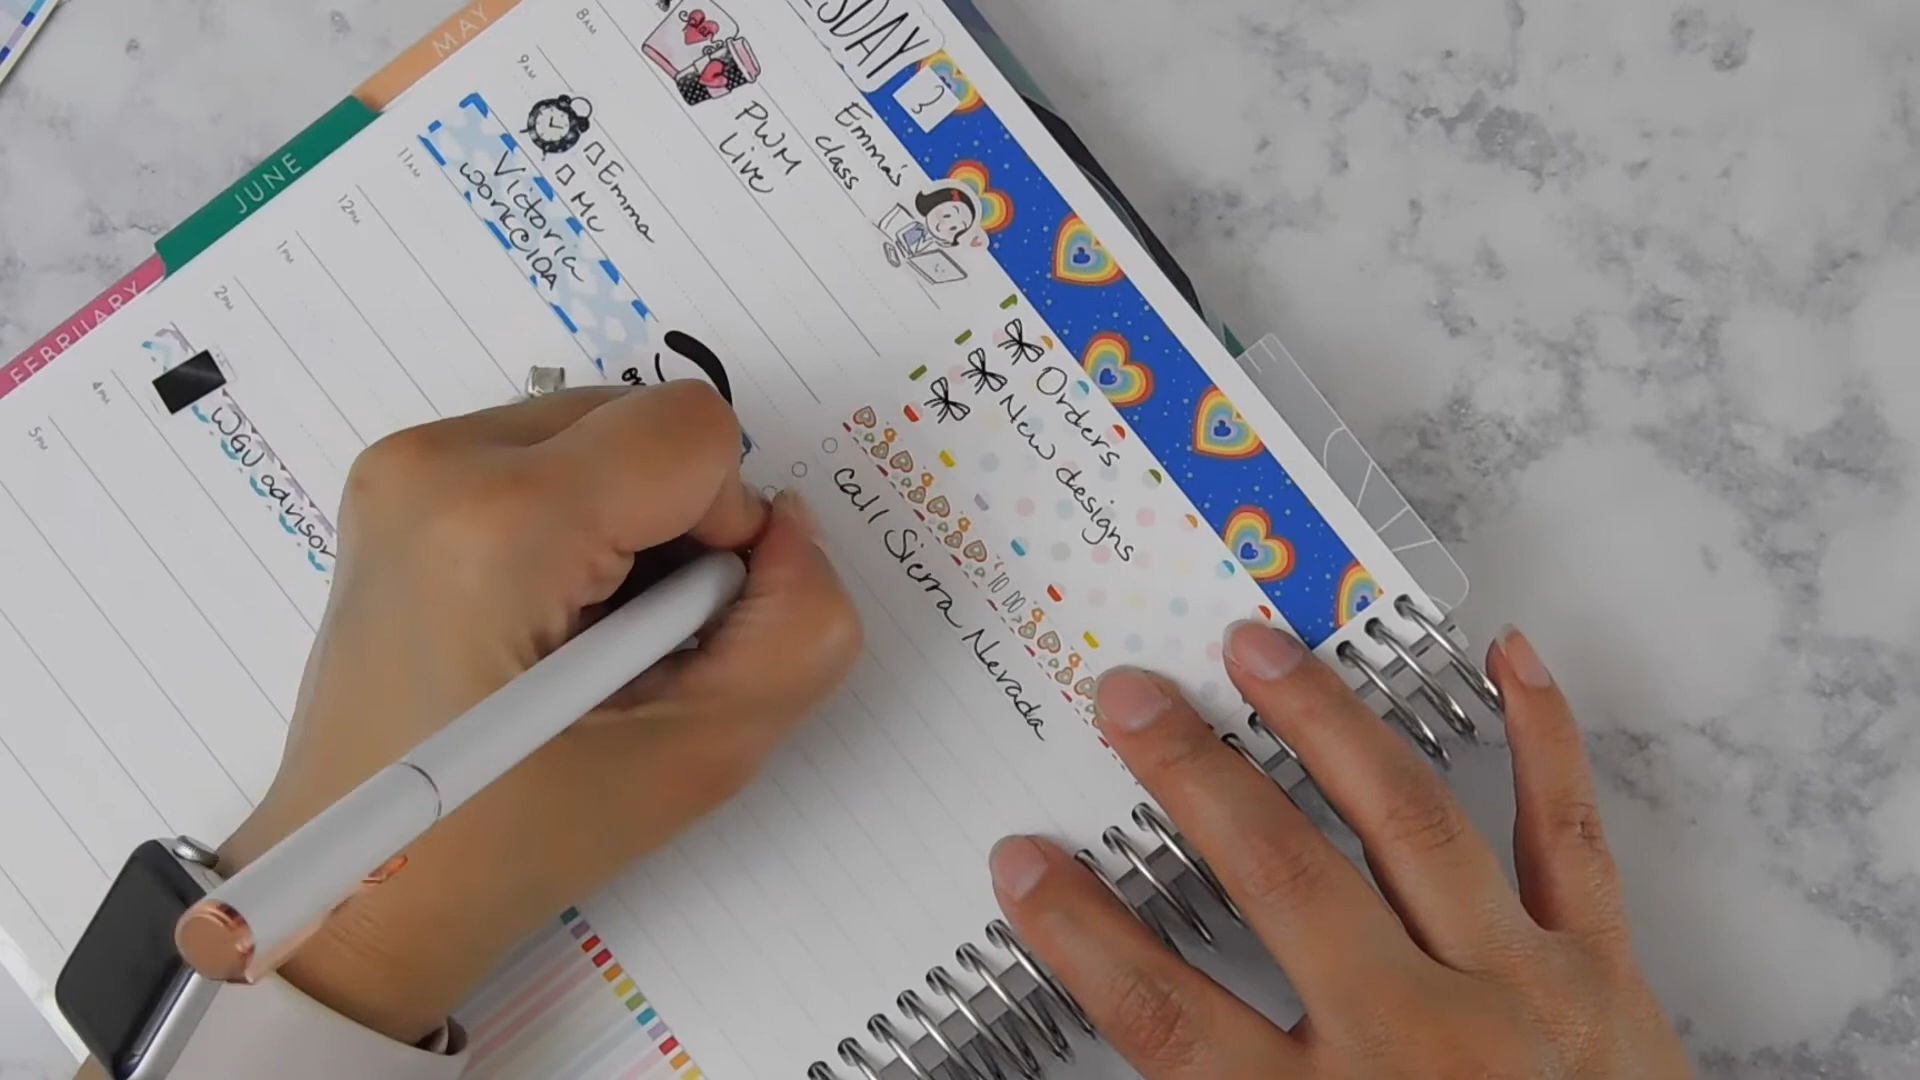 MAY
JUNE
FEBRUARY
SDAY
3
8AM
9AM
11AM
12PM
1PM
2PM
4PM
5PM
plan
PWM
Live
Emma's
class
Emma
Mc
Victoria
WGU advisor
Orders
New designs
call Sierra Nevada